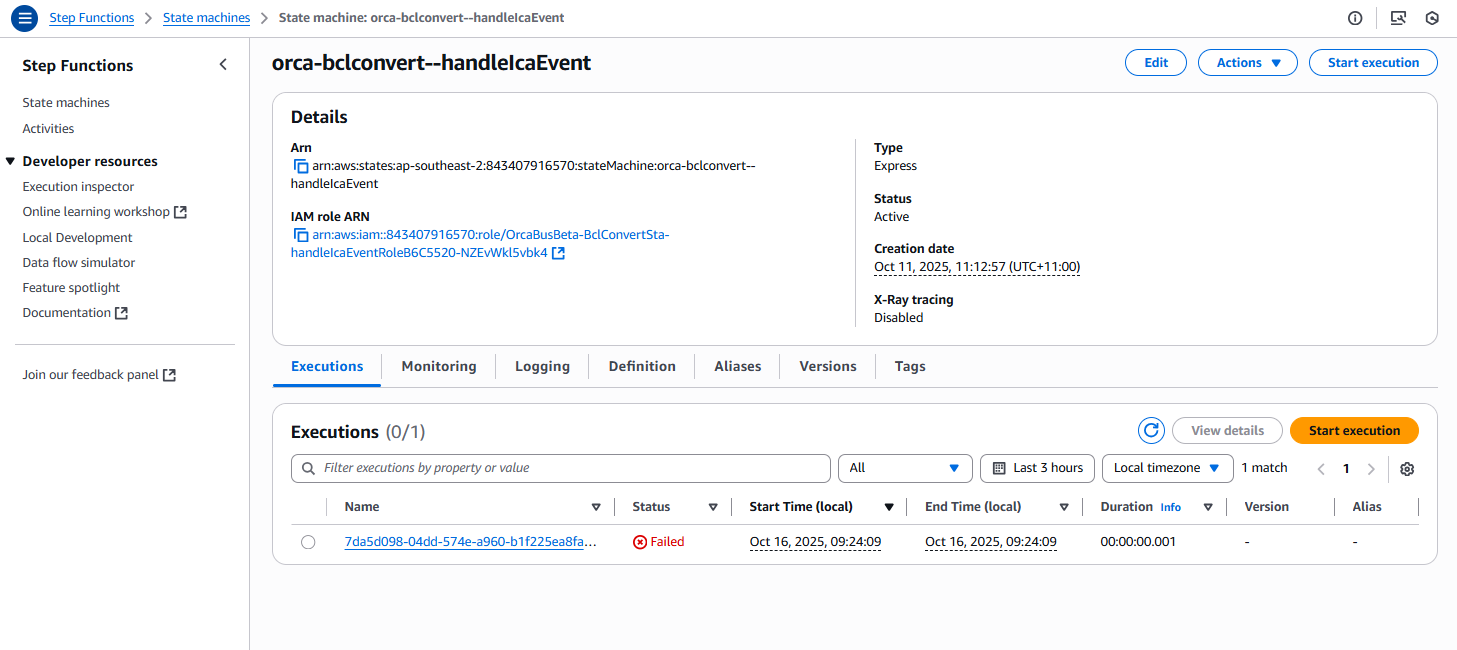 Step Functions > State machines > State machine: orca-bclconvert--handleIcaEvent
Step Functions
State machines
Activities
Developer resources
Execution inspector
Online learning workshop
Local Development
Data flow simulator
Feature spotlight
Documentation
Join our feedback panel
orca-bclconvert--handleIcaEvent
Edit
Actions
Start execution
Details
Arn
arn:aws:states:ap-southeast-2:843407916570:stateMachine:orca-bclconvert--
handleIcaEvent
IAM role ARN
arn:aws:iam::843407916570:role/OrcaBusBeta-BclConvertSta-
handleIcaEventRoleB6C5520-NZEvWkl5vbk4
Type
Express
Status
Active
Creation date
Oct 11, 2025, 11:12:57 (UTC+11:00)
X-Ray tracing
Disabled
Executions Monitoring Logging Definition Aliases Versions Tags
Executions (0/1)
View details
Start execution
Filter executions by property or value
All
Last 3 hours
Local timezone
1 match
1
Name Status Start Time (local) End Time (local) Duration Info Version Alias
7da5d098-04dd-574e-a960-b1f225ea8fa... Failed Oct 16, 2025, 09:24:09 Oct 16, 2025, 09:24:09 00:00:00.001 - -